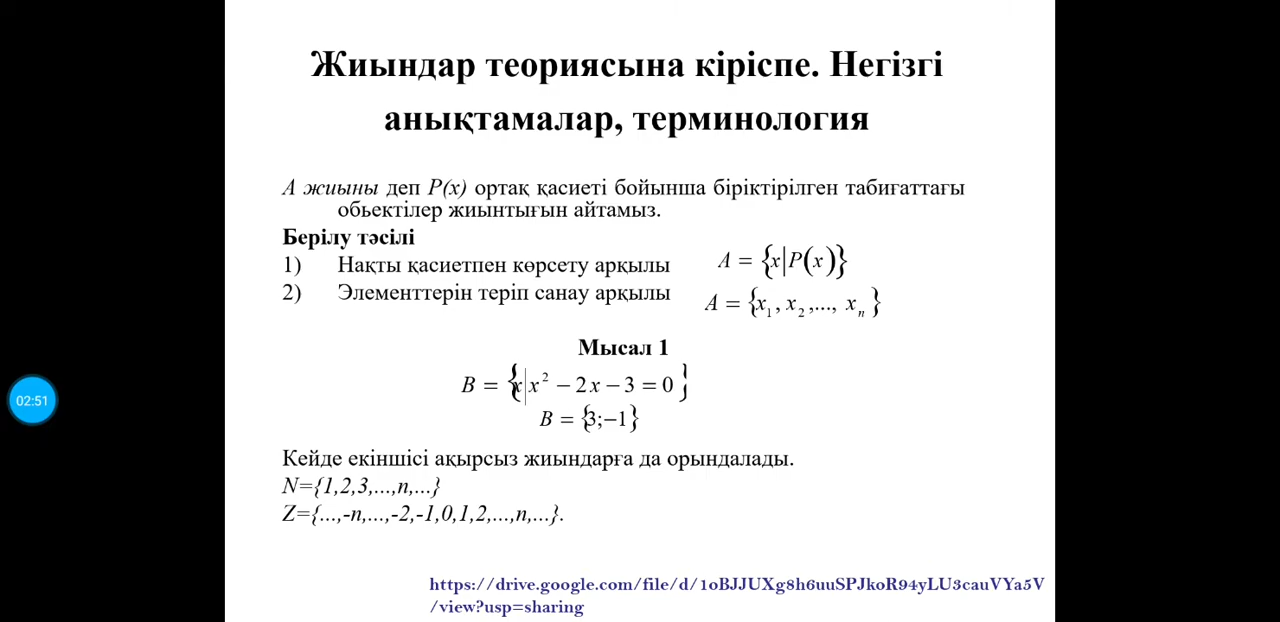 Жиындар теориясына кіріспе. Негізгі
анықтамалар, терминология
А жиыны деп P(x) ортақ қасиеті бойынша біріктірілген табиғаттағы
обьектілер жиынтығын айтамыз.
Берілу тәсілі
1) Нақты қасиетпен көрсету арқылы A = {x|P(x)}
2) Элементтерін теріп санау арқылы A = {x₁, x₂,..., xₙ}
Мысал 1
B = {x|x² − 2x − 3 = 0}
B = {3;−1}
02:51
Кейде екіншісі ақырсыз жиындарға да орындалады.
N={1,2,3,...,n,...}
Z={...,-n,...,-2,-1,0,1,2,...,n,...}.
https://drive.google.com/file/d/1oBJJUXg8h6uuSPJkoR94yLU3cauVYa5V
/view?usp=sharing